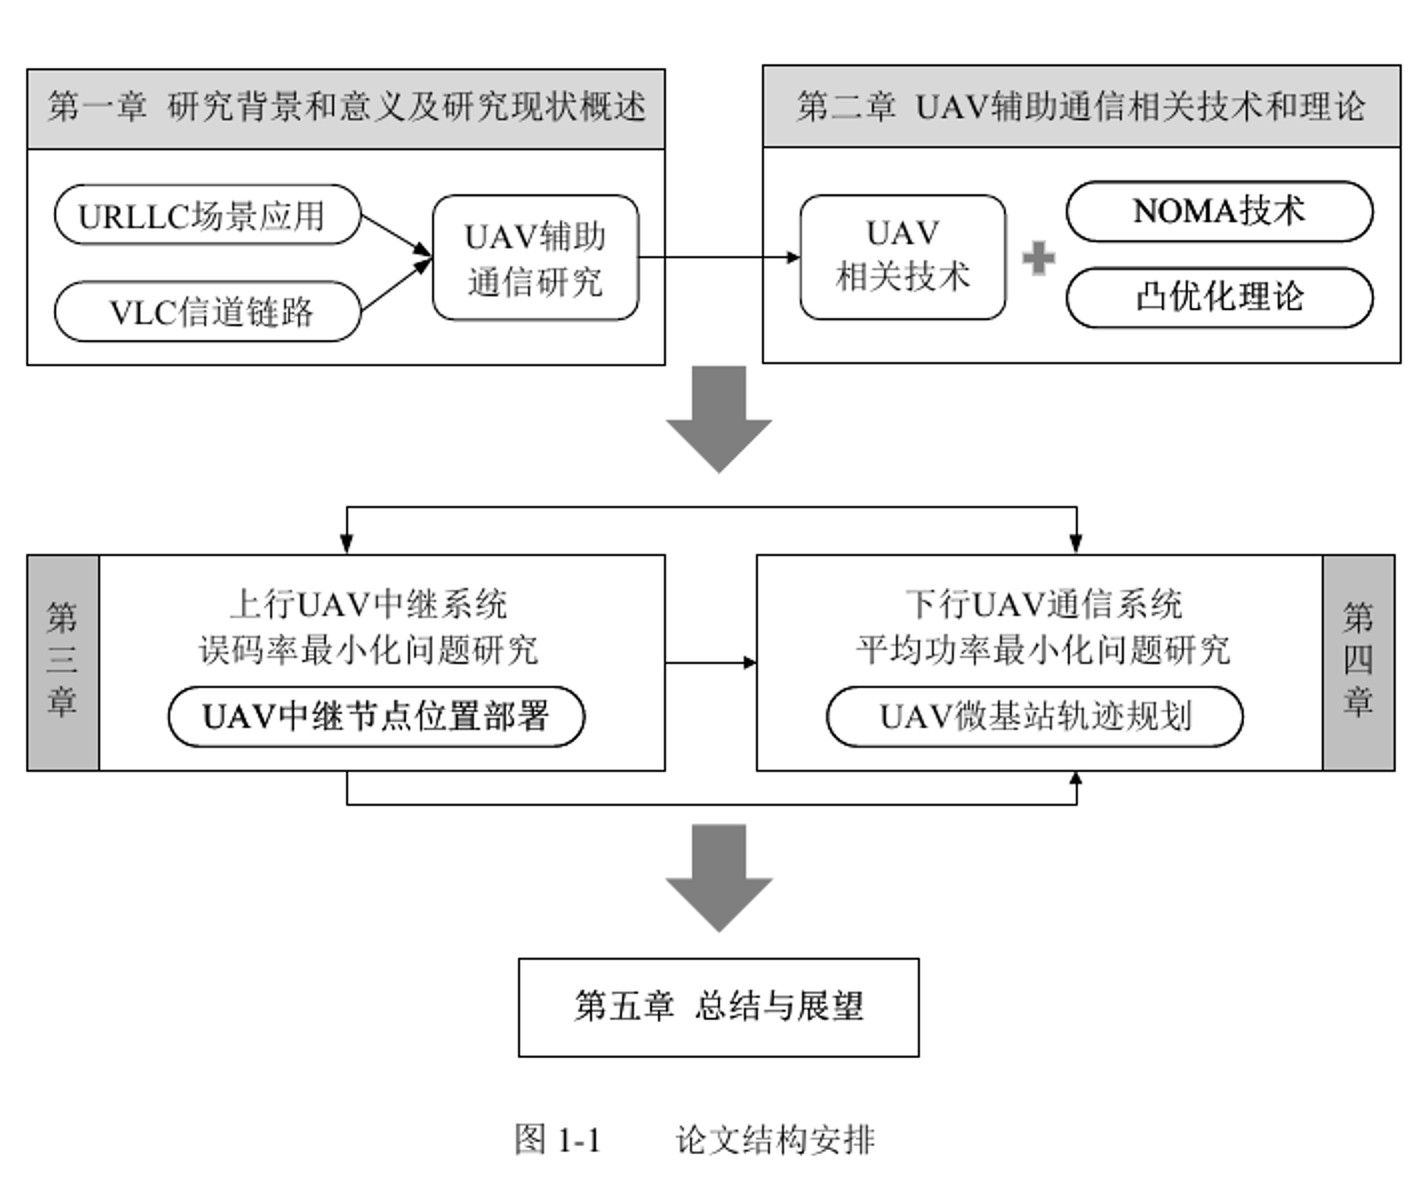 第一章 研究背景和意义及研究现状概述
URLLC场景应用
VLC信道链路
UAV辅助
通信研究
第二章 UAV辅助通信相关技术和理论
UAV
相关技术
NOMA技术
凸优化理论
第三章
上行UAV中继系统
误码率最小化问题研究
UAV中继节点位置部署
下行UAV通信系统
平均功率最小化问题研究
UAV微基站轨迹规划
第四章
第五章 总结与展望
图 1-1 论文结构安排